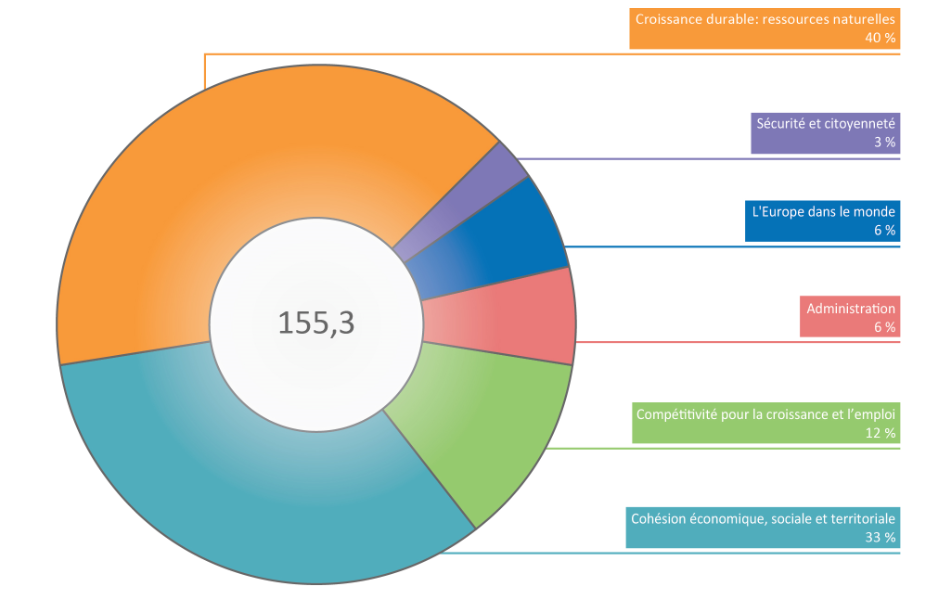 Croissance durable: ressources naturelles
40 %
Sécurité et citoyenneté
3 %
L'Europe dans le monde
6 %
Administration
6 %
155,3
Compétitivité pour la croissance et l’emploi
12 %
Cohésion économique, sociale et territoriale
33 %